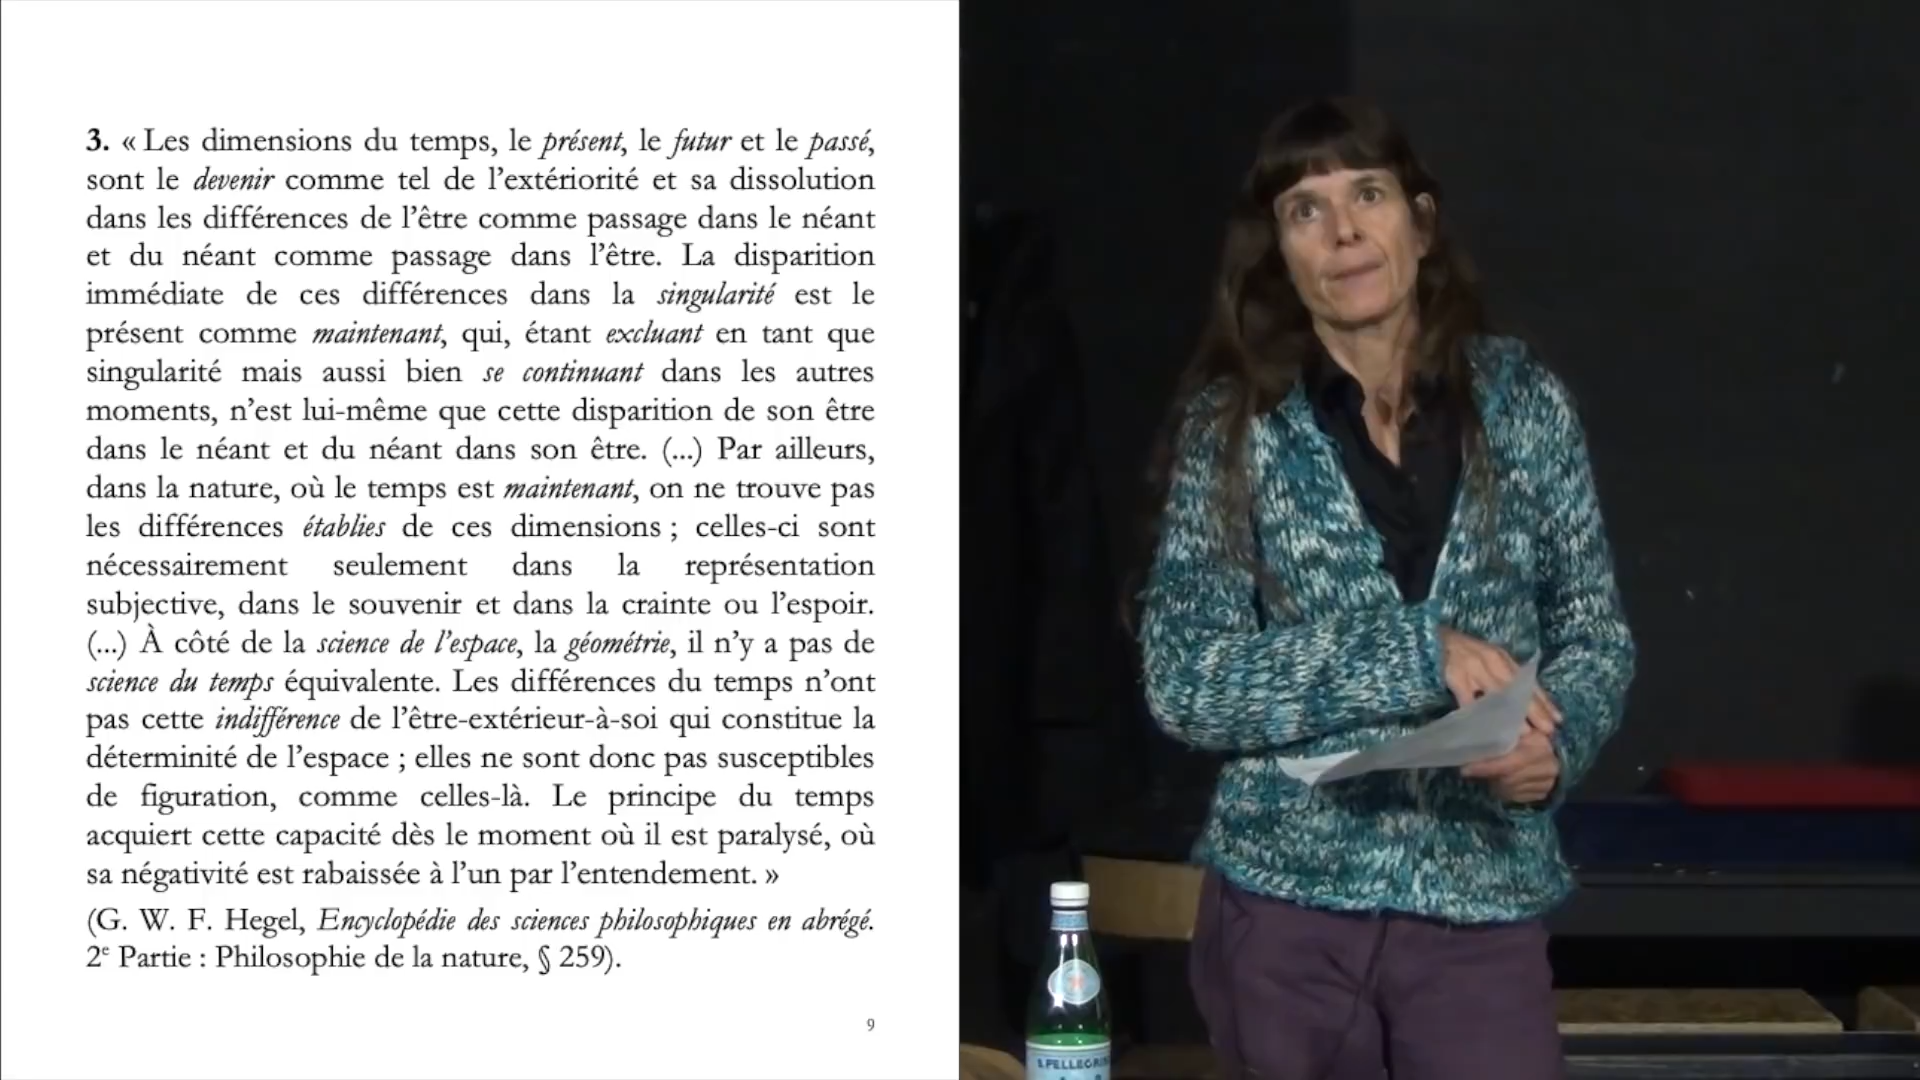 3. « Les dimensions du temps, le présent, le futur et le passé,
sont le devenir comme tel de l’extériorité et sa dissolution
dans les différences de l’être comme passage dans le néant
et du néant comme passage dans l’être. La disparition
immédiate de ces différences dans la singularité est le
présent comme maintenant, qui, étant excluant en tant que
singularité mais aussi bien se continuant dans les autres
moments, n’est lui-même que cette disparition de son être
dans le néant et du néant dans son être. (...) Par ailleurs,
dans la nature, où le temps est maintenant, on ne trouve pas
les différences établies de ces dimensions ; celles-ci sont
nécessairement seulement dans la représentation
subjective, dans le souvenir et dans la crainte ou l’espoir.
(...) À côté de la science de l’espace, la géométrie, il n’y a pas de
science du temps équivalente. Les différences du temps n’ont
pas cette indifférence de l’être-extérieur-à-soi qui constitue la
déterminité de l’espace ; elles ne sont donc pas susceptibles
de figuration, comme celles-là. Le principe du temps
acquiert cette capacité dès le moment où il est paralysé, où
sa négativité est rabaissée à l’un par l’entendement. »
(G. W. F. Hegel, Encyclopédie des sciences philosophiques en abrégé.
2e Partie : Philosophie de la nature, § 259).
9
S.PELLEGRIN